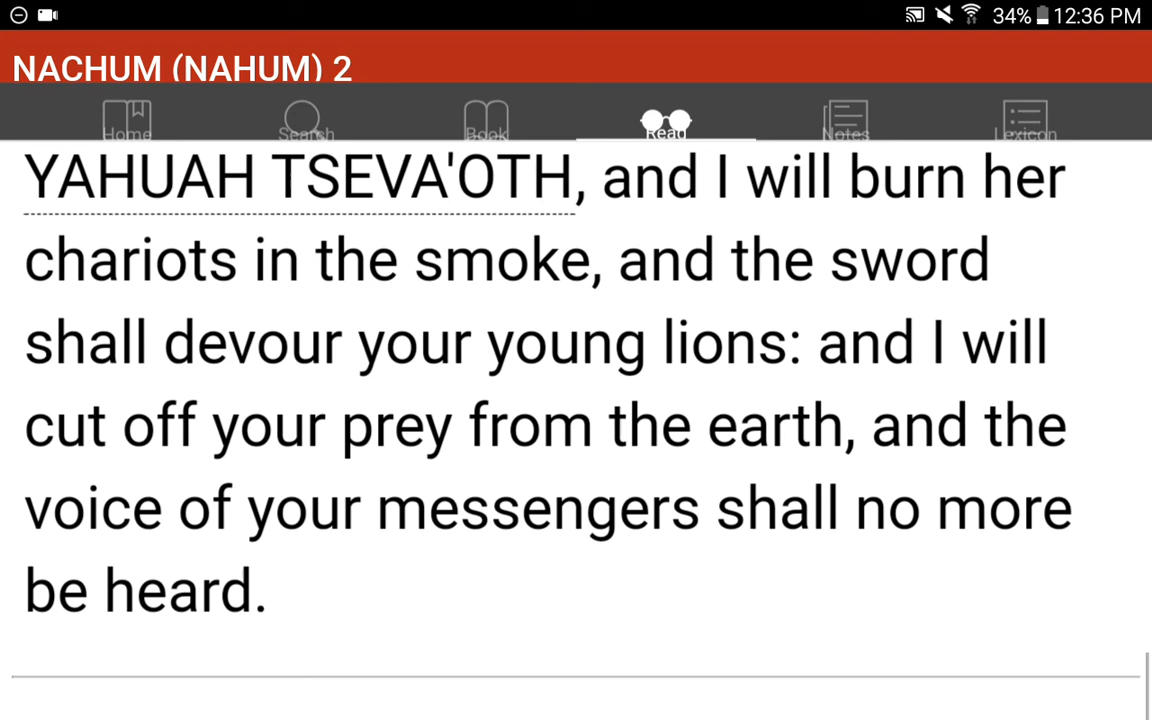 34% 12:36 PM
NACHUM (NAHUM) 2
Home Search Book Read Notes Lexicon
YAHUAH TSEVA'OTH, and I will burn her
chariots in the smoke, and the sword
shall devour your young lions: and I will
cut off your prey from the earth, and the
voice of your messengers shall no more
be heard.